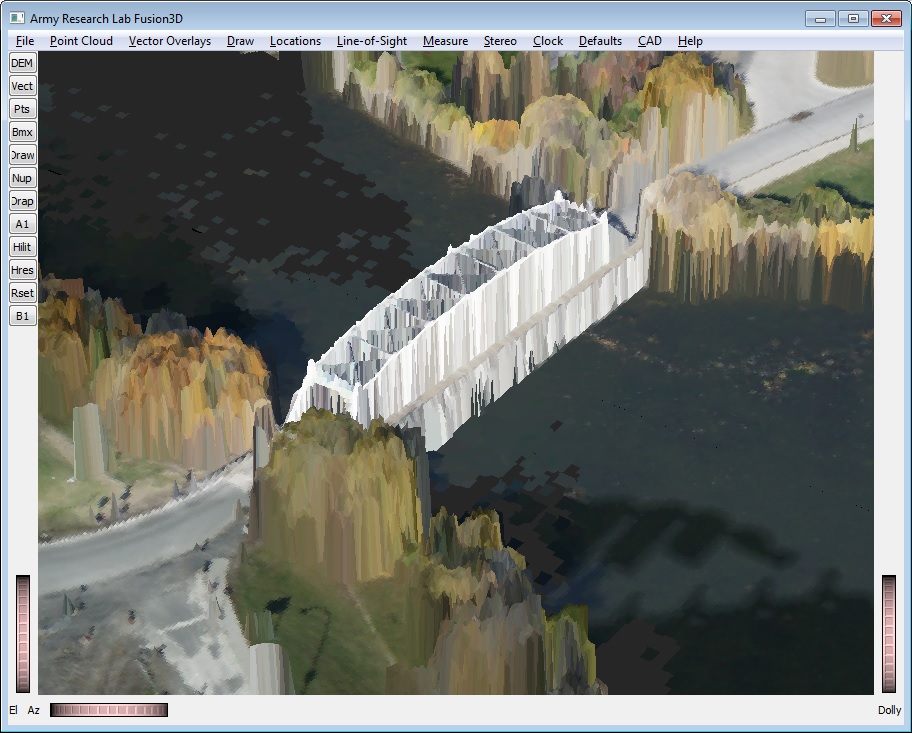 Army Research Lab Fusion3D
File Point Cloud Vector Overlays Draw Locations Line-of-Sight Measure Stereo Clock Defaults CAD Help
DEM
Vect
Pts
Bmx
Draw
Nup
Drap
A1
Hilit
Hres
Rset
B1
El Az Dolly